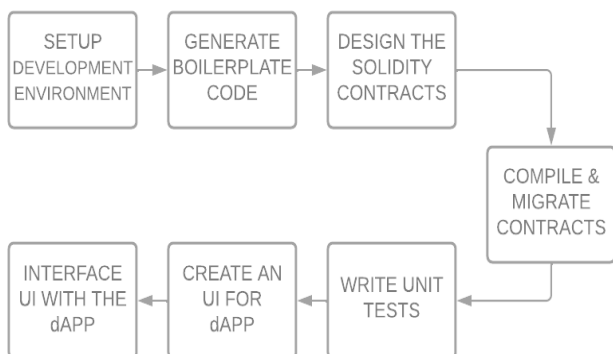 SETUP
DEVELOPMENT
ENVIRONMENT
GENERATE
BOILERPLATE
CODE
DESIGN THE
SOLIDITY
CONTRACTS
COMPILE &
MIGRATE
CONTRACTS
WRITE UNIT
TESTS
CREATE AN
UI FOR
dAPP
INTERFACE
UI WITH THE
dAPP